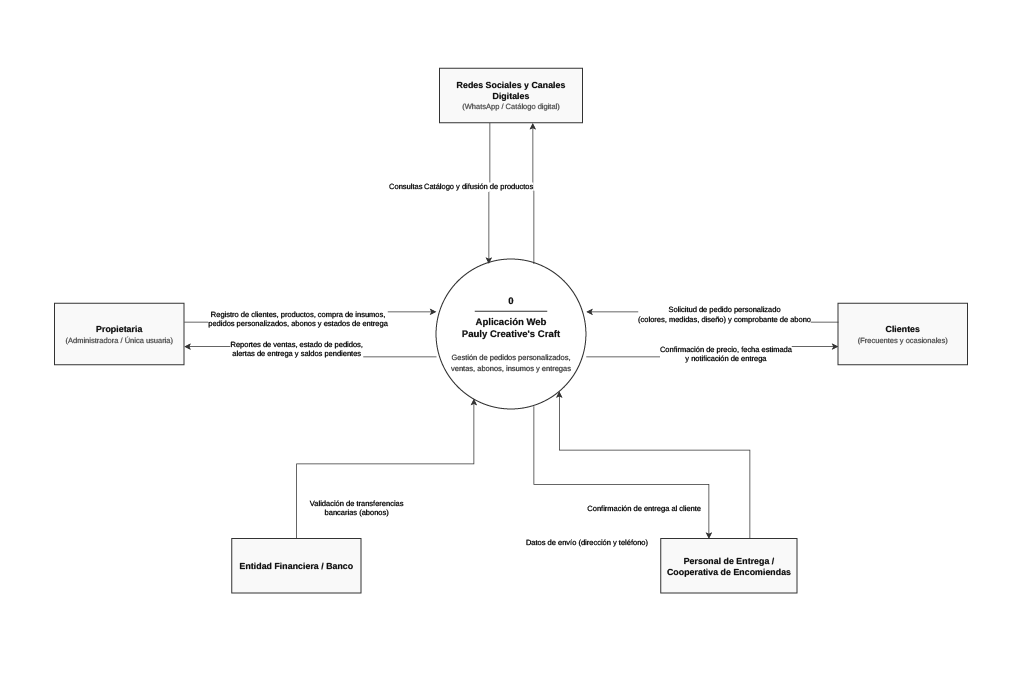 Redes Sociales y Canales
Digitales
(WhatsApp / Catálogo digital)
Consultas Catálogo y difusión de productos
0
Aplicación Web
Pauly Creative's Craft
Gestión de pedidos personalizados,
ventas, abonos, insumos y entregas
Propietaria
(Administradora / Única usuaria)
Registro de clientes, productos, compra de insumos,
pedidos personalizados, abonos y estados de entrega
Reportes de ventas, estado de pedidos,
alertas de entrega y saldos pendientes
Solicitud de pedido personalizado
(colores, medidas, diseño) y comprobante de abono
Confirmación de precio, fecha estimada
y notificación de entrega
Clientes
(Frecuentes y ocasionales)
Validación de transferencias
bancarias (abonos)
Entidad Financiera / Banco
Confirmación de entrega al cliente
Datos de envío (dirección y teléfono)
Personal de Entrega /
Cooperativa de Encomiendas